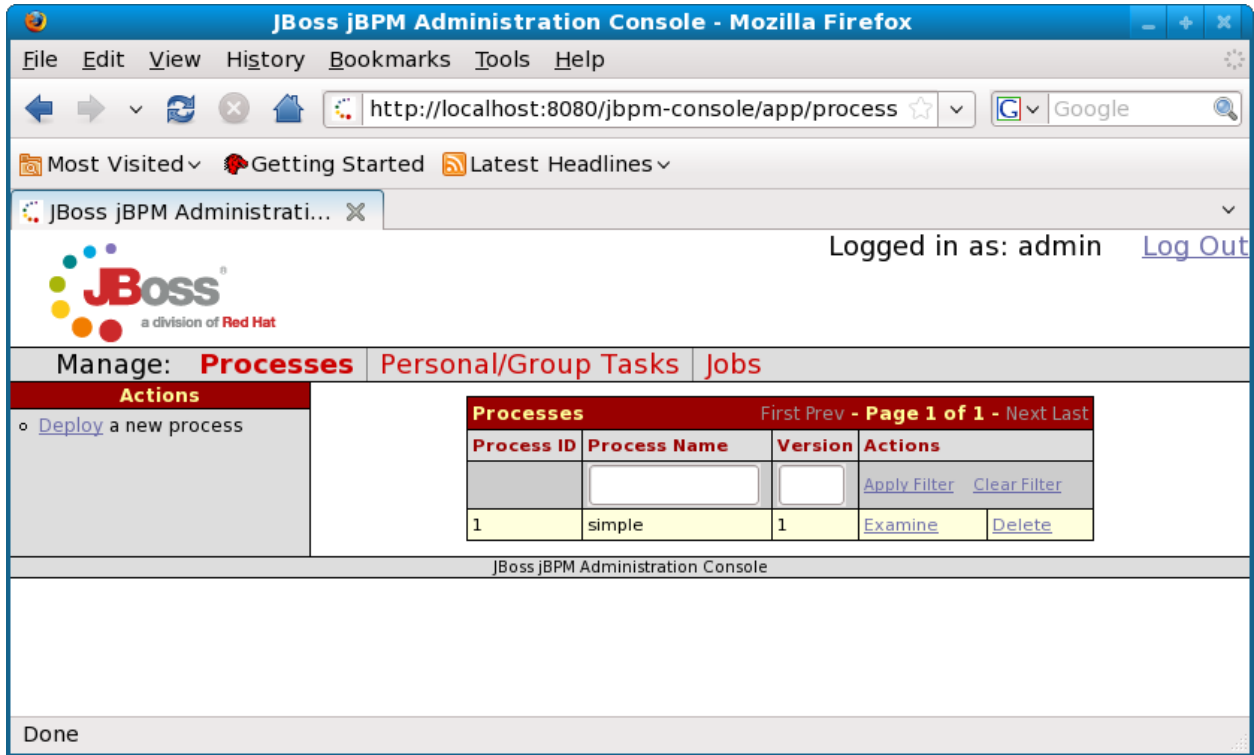 JBoss jBPM Administration Console - Mozilla Firefox
File Edit View History Bookmarks Tools Help
http://localhost:8080/jbpm-console/app/process G Google
Most Visited Getting Started Latest Headlines
JBoss jBPM Administrati...
Logged in as: admin Log Out
JBoss®
a division of Red Hat
Manage: Processes Personal/Group Tasks Jobs
Actions
Deploy a new process
Processes First Prev - Page 1 of 1 - Next Last
Process ID Process Name Version Actions
Apply Filter Clear Filter
1 simple 1 Examine Delete
JBoss jBPM Administration Console
Done